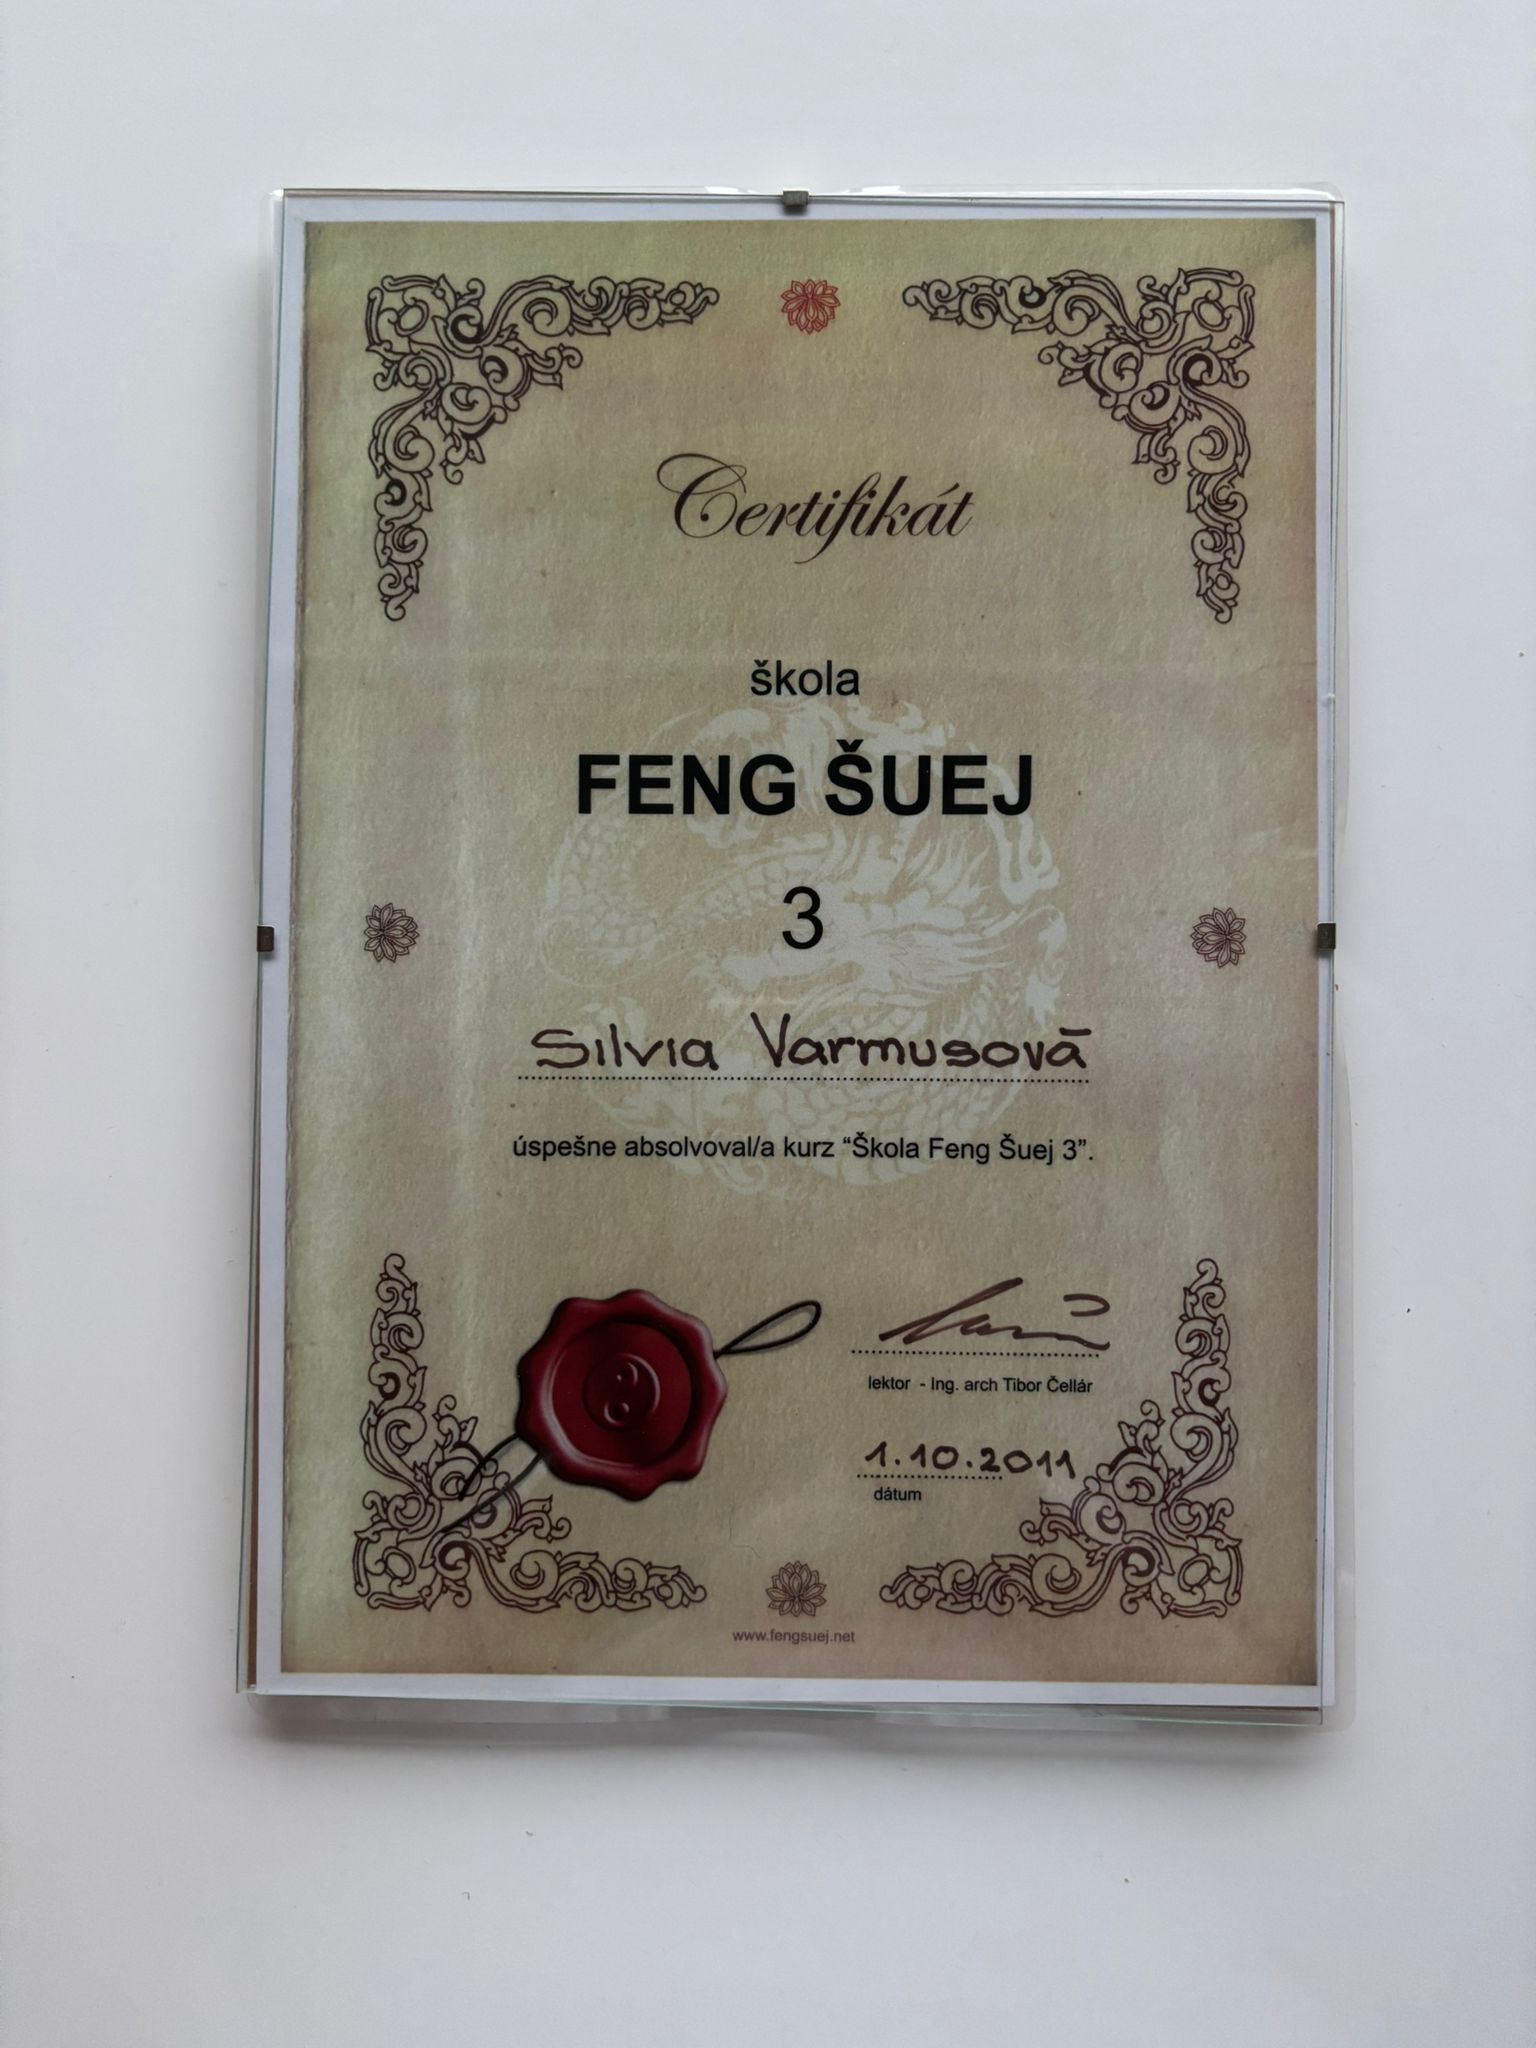 Certifikát
škola
FENG ŠUEJ
3
Silvia Varmusová
úspešne absolvoval/a kurz “Škola Feng Šuej 3”.
lektor - Ing. arch Tibor Čellár
1.10.2011
dátum
www.fengsuej.net